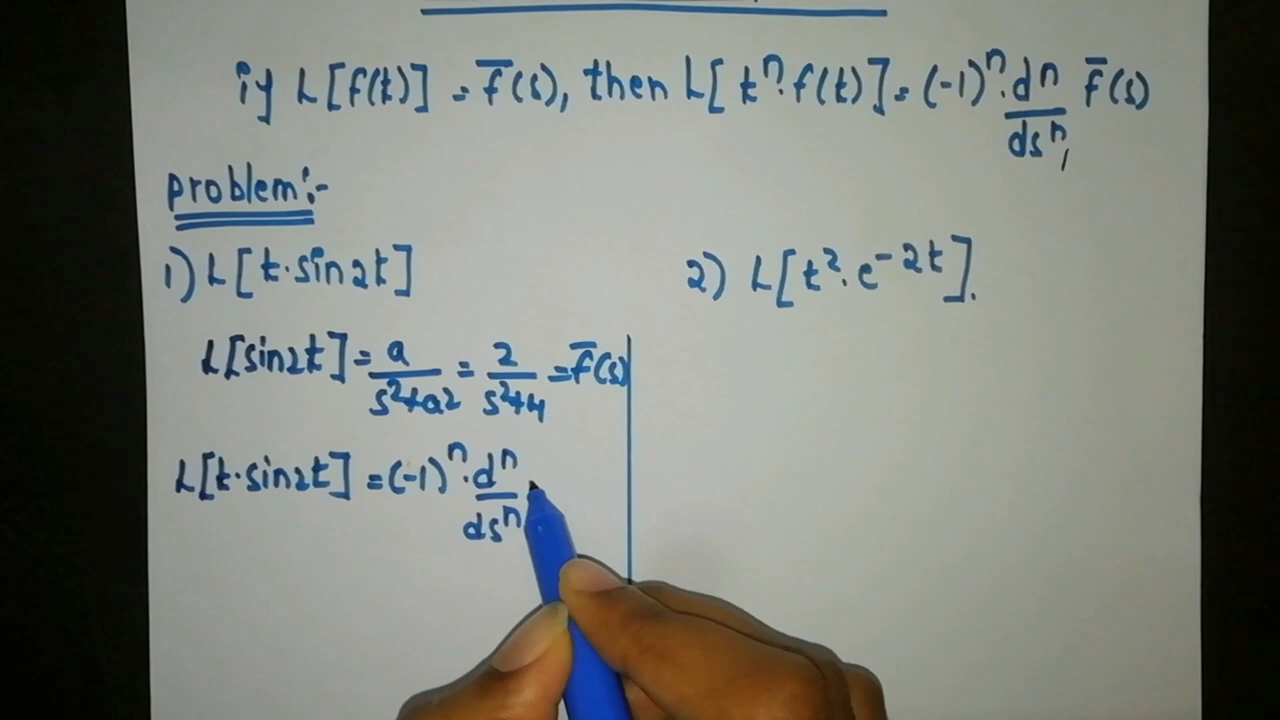 if L[f(t)] = f̅(s), then L[tⁿ·f(t)] = (-1)ⁿ·dⁿ/dsⁿ f̅(s)
problem:-
1) L[t·sin2t]
2) L[t²·e⁻²ᵗ].
L[sin2t] = a/s²+a² = 2/s²+4 = f̅(s)
L[t·sin2t] = (-1)ⁿ·dⁿ/dsⁿ